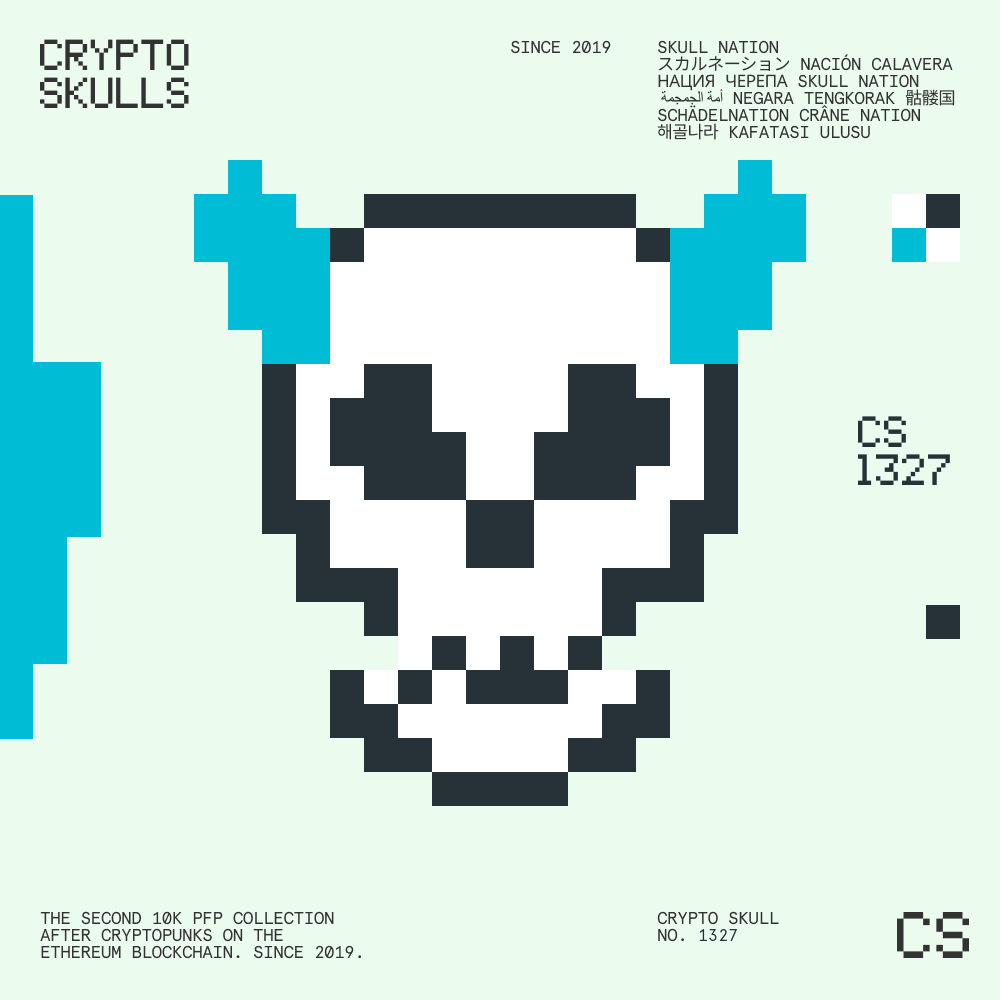 CRYPTO
SKULLS
SINCE 2019
SKULL NATION
スカルネーション NACIÓN CALAVERA
НАЦИЯ ЧЕРЕПА SKULL NATION
أمة الجمجمة NEGARA TENGKORAK 骷髅国
SCHÄDELNATION CRÂNE NATION
해골나라 KAFATASI ULUSU
CS
1327
THE SECOND 10K PFP COLLECTION
AFTER CRYPTOPUNKS ON THE
ETHEREUM BLOCKCHAIN. SINCE 2019.
CRYPTO SKULL
NO. 1327
CS